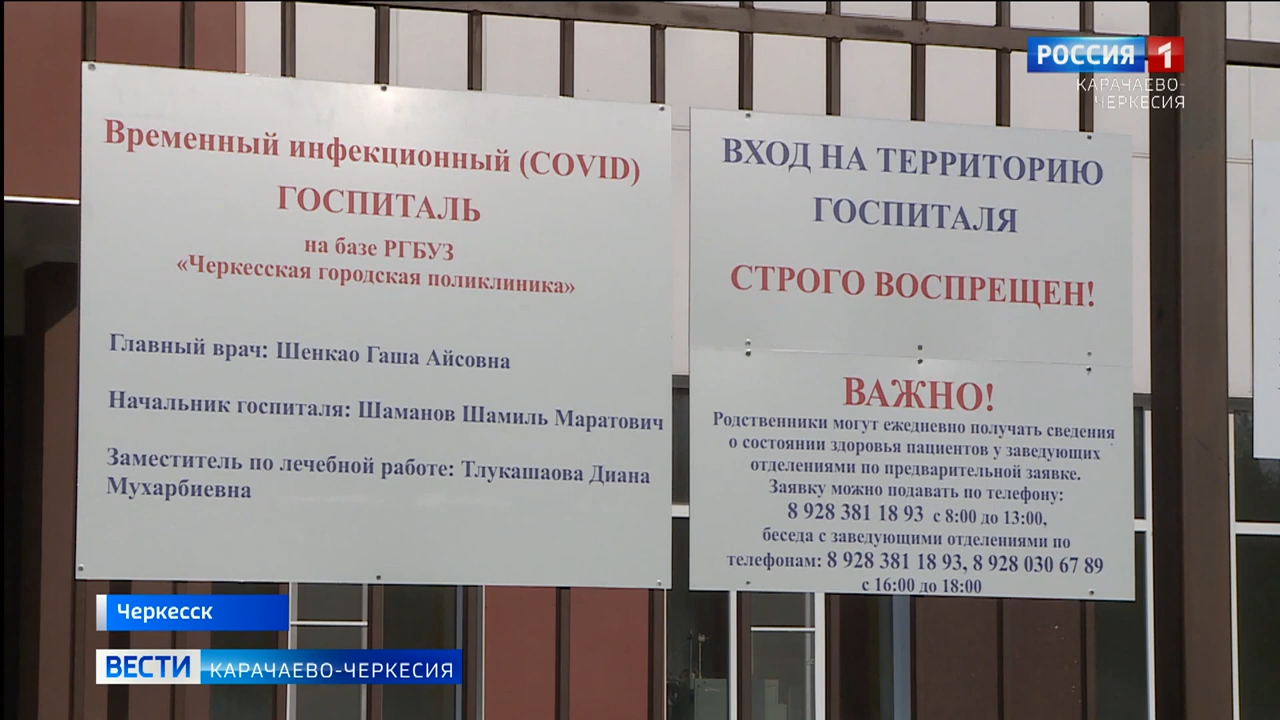 Временный инфекционный (COVID)
ГОСПИТАЛЬ
на базе РГБУЗ
«Черкесская городская поликлиника»
Главный врач: Шенкао Гаша Айсовна
Начальник госпиталя: Шаманов Шамиль Маратович
Заместитель по лечебной работе: Тлукашаова Диана
Мухарбиевна
РОССИЯ 1
КАРАЧАЕВО-
ЧЕРКЕСИЯ
ВХОД НА ТЕРРИТОРИЮ
ГОСПИТАЛЯ
СТРОГО ВОСПРЕЩЕН!
ВАЖНО!
Родственники могут ежедневно получать сведения
о состоянии здоровья пациентов у заведующих
отделениями по предварительной заявке.
Заявку можно подавать по телефону:
8 928 381 18 93 с 8:00 до 13:00,
беседа с заведующими отделениями по
телефонам: 8 928 381 18 93, 8 928 030 67 89
с 16:00 до 18:00
Черкесск
ВЕСТИ КАРАЧАЕВО-ЧЕРКЕСИЯ